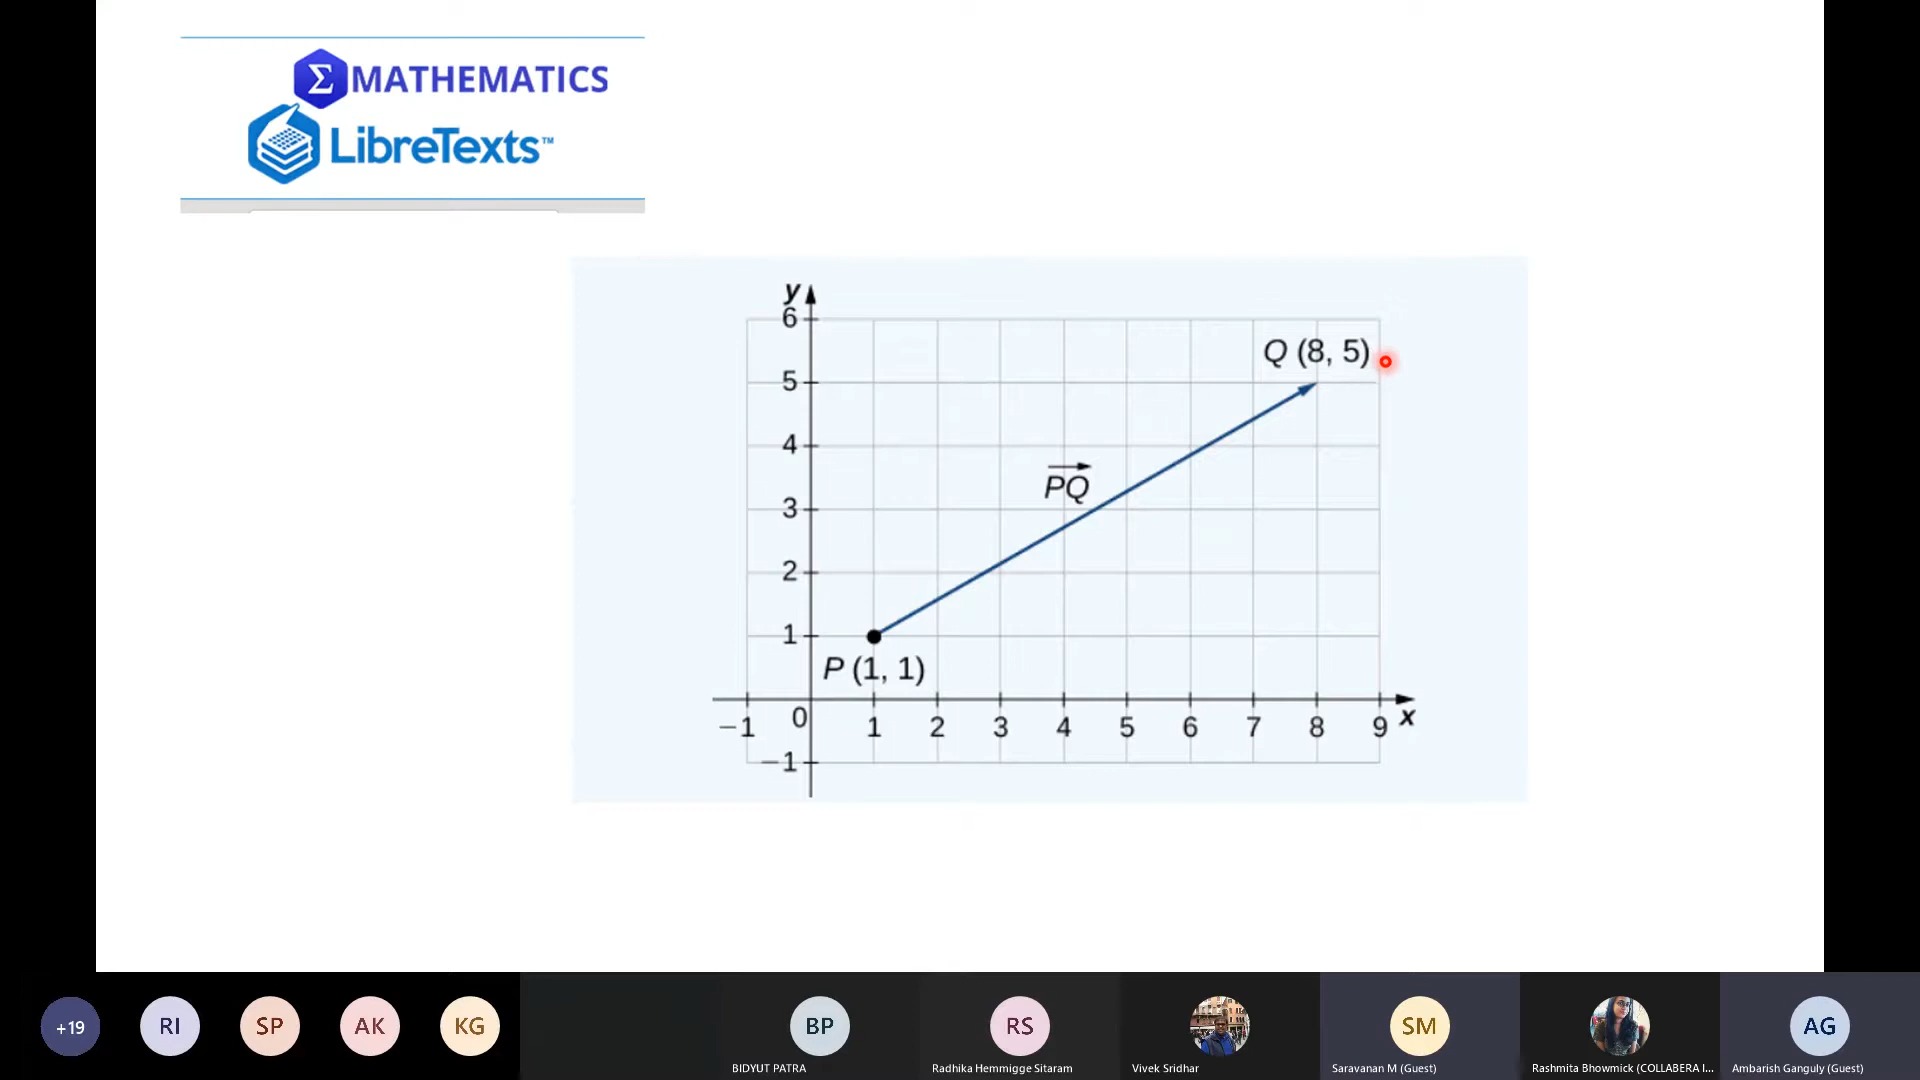 Σ MATHEMATICS
LibreTexts™
y
6
Q (8, 5)
5
4
PQ
3
2
1
P (1, 1)
−1 0 1 2 3 4 5 6 7 8 9 x
−1
+19 RI SP AK KG BP RS SM AG
BIDYUT PATRA Radhika Hemmigge Sitaram Vivek Sridhar Saravanan M (Guest) Rashmita Bhowmick (COLLABERA I... Ambarish Ganguly (Guest)